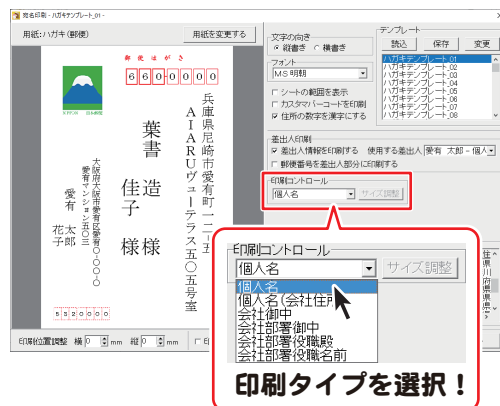 宛名印刷 - ハガキテンプレート_01 -
用紙:ハガキ(郵便)
用紙を変更する
郵便はがき
660-0000
NIPPON
兵庫県尼崎市愛有町一ー二ー五
AIARUヴューテラス五〇五号室
葉書 造 様
佳子 様
大阪府大阪市愛有区愛有〇-〇〇-〇
愛有マンション五〇三
愛有 太郎
花子
5320000
印刷位置調整 横 0 mm 縦 0 mm
文字の向き
縦書き 横書き
フォント
MS 明朝
シートの範囲を表示
カスタマバーコードを印刷
住所の数字を漢字にする
テンプレート
読込 保存 変更
ハガキテンプレート_01
ハガキテンプレート_02
ハガキテンプレート_03
ハガキテンプレート_04
ハガキテンプレート_05
ハガキテンプレート_06
ハガキテンプレート_07
ハガキテンプレート_08
差出人印刷
差出人情報を印刷する 使用する差出人 愛有 太郎 - 個人
郵便番号を差出人部分に印刷する
印刷コントロール
個人名 サイズ調整
印刷コントロール
個人名 サイズ調整
個人名
個人名(会社住所
会社御中
会社部署御中
会社部署役職殿
会社部署役職名前
印刷タイプを選択！